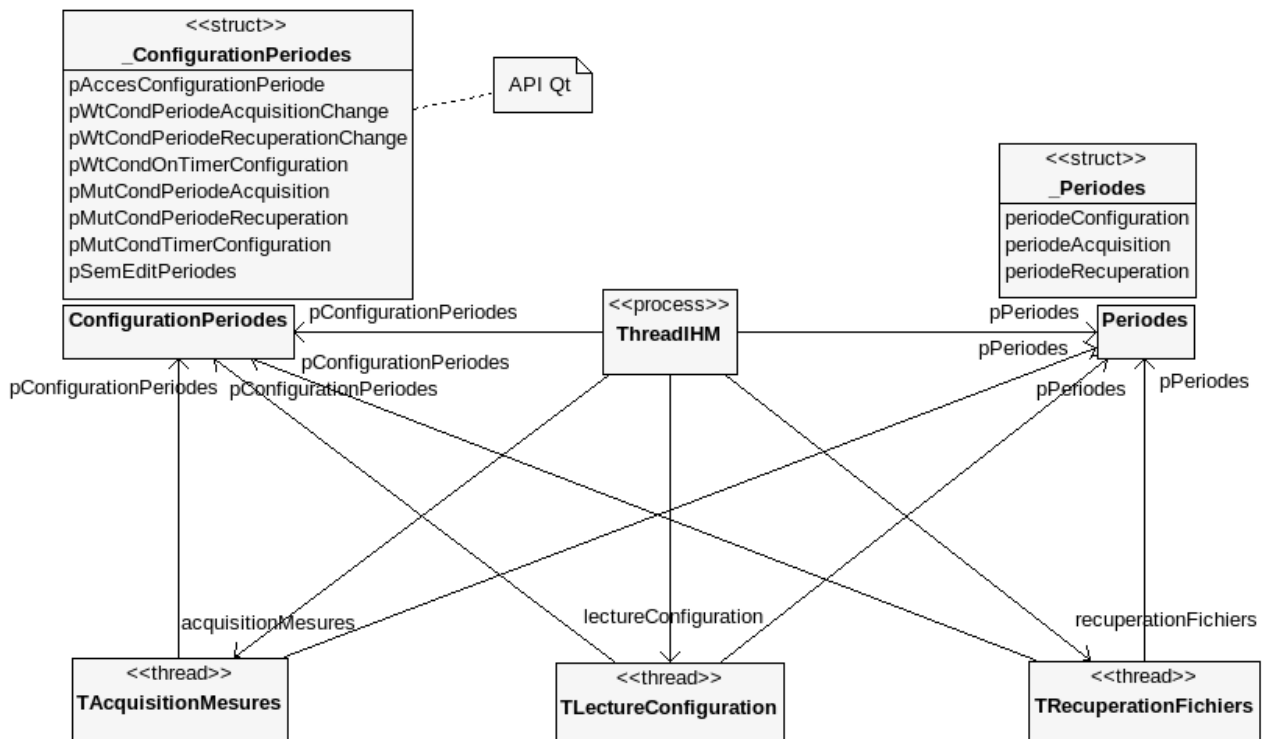 <<struct>>
_ConfigurationPeriodes
pAccesConfigurationPeriode
pWtCondPeriodeAcquisitionChange
pWtCondPeriodeRecuperationChange
pWtCondOnTimerConfiguration
pMutCondPeriodeAcquisition
pMutCondPeriodeRecuperation
pMutCondTimerConfiguration
pSemEditPeriodes
API Qt
<<struct>>
_Periodes
periodeConfiguration
periodeAcquisition
periodeRecuperation
ConfigurationPeriodes
pConfigurationPeriodes
<<process>>
ThreadIHM
pPeriodes
Periodes
pConfigurationPeriodes
pPeriodes
pConfigurationPeriodes
pConfigurationPeriodes
pPeriodes
pPeriodes
acquisitionMesures
lectureConfiguration
recuperationFichiers
<<thread>>
TAcquisitionMesures
<<thread>>
TLectureConfiguration
<<thread>>
TRecuperationFichiers